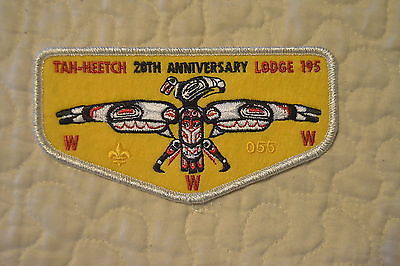 TAH-HEETCH 20TH ANNIVERSARY LODGE 195
W W
055
W